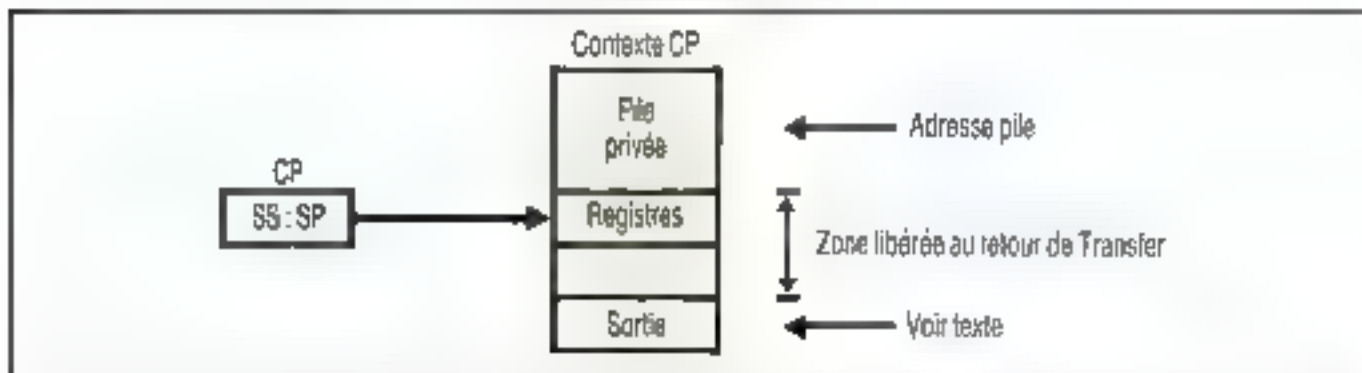 Contexte CP
Pile
privée
Adresse pile
CP
SS : SP
Registres
Zone libérée au retour de Transfer
Sortie
Voir texte